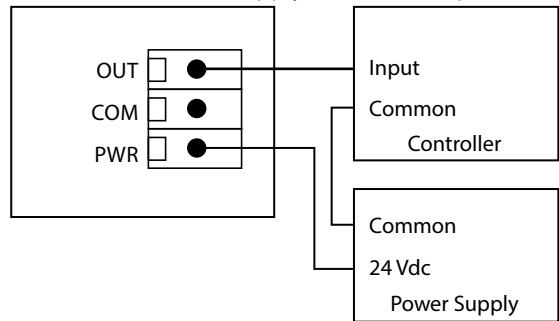 OUT
COM
PWR
Input
Common
Controller
Common
24 Vdc
Power Supply